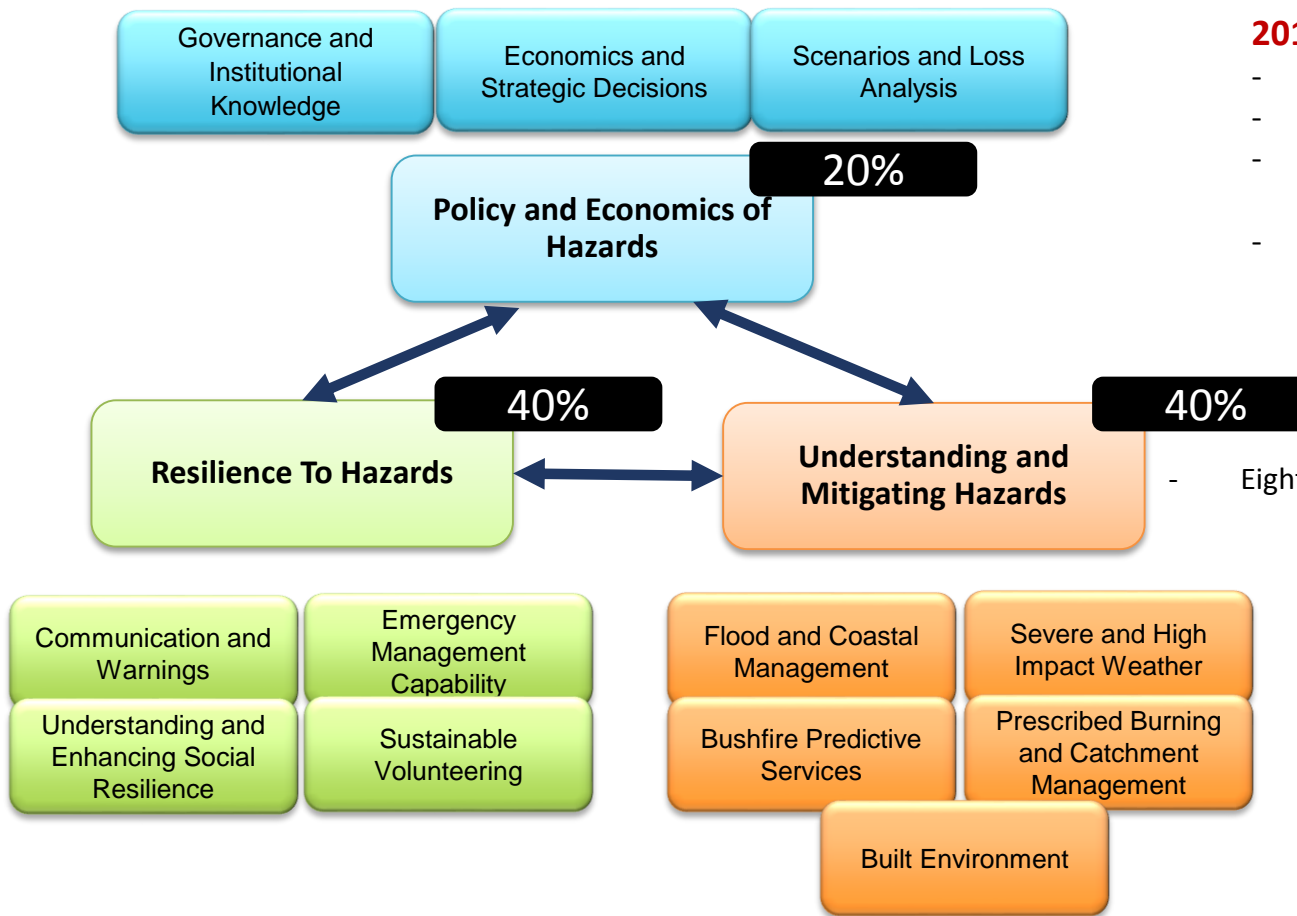 Governance and
Institutional
Knowledge
Economics and
Strategic Decisions
Scenarios and Loss
Analysis
201
-
-
-
-
20%
Policy and Economics of
Hazards
40%
Resilience To Hazards
40%
Understanding and
Mitigating Hazards
- Eight
Communication and
Warnings
Emergency
Management
Capability
Understanding and
Enhancing Social
Resilience
Sustainable
Volunteering
Flood and Coastal
Management
Severe and High
Impact Weather
Bushfire Predictive
Services
Prescribed Burning
and Catchment
Management
Built Environment